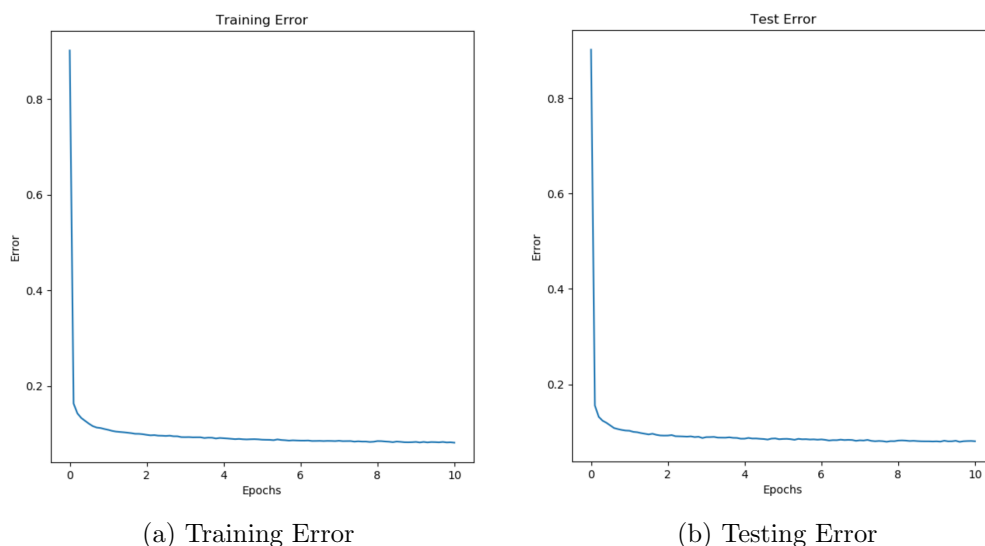 Training Error
Error
0.8
0.6
0.4
0.2
0 2 4 6 8 10
Epochs
(a) Training Error
Test Error
Error
0.8
0.6
0.4
0.2
0 2 4 6 8 10
Epochs
(b) Testing Error